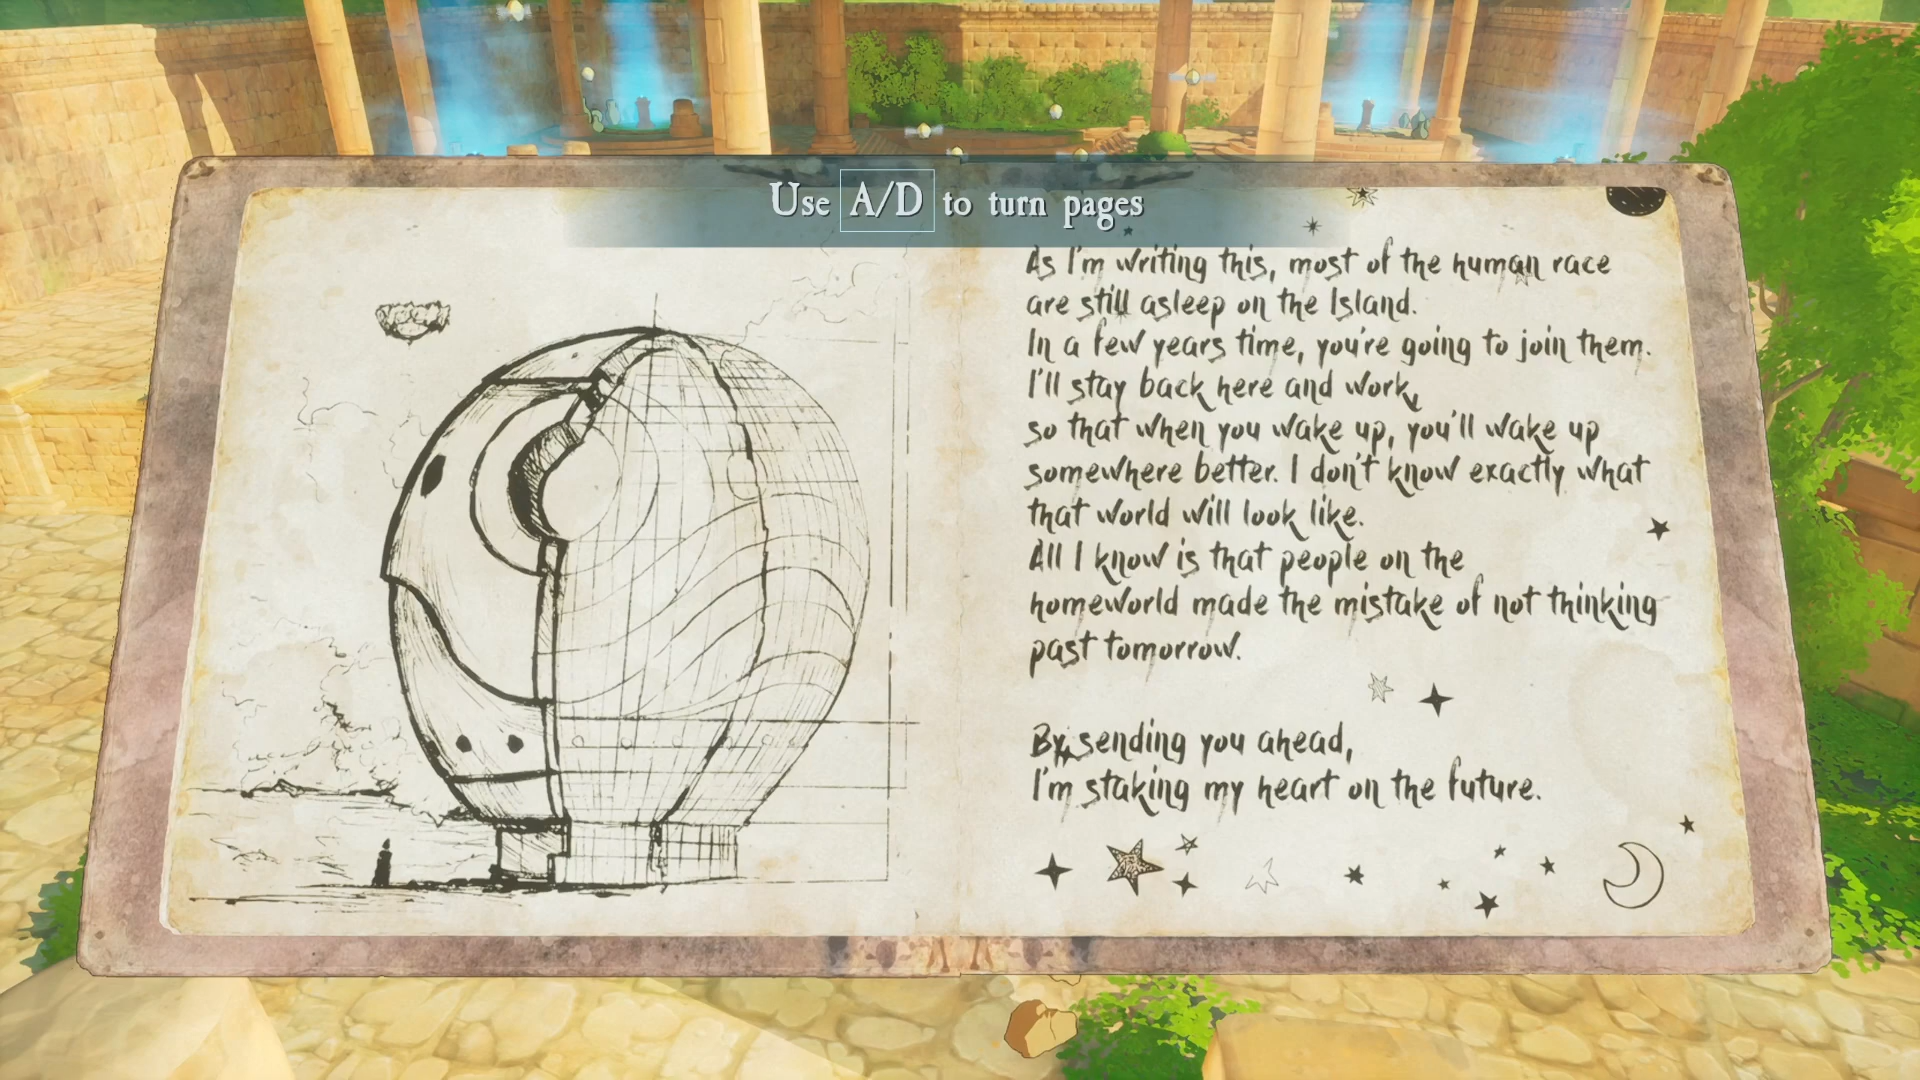 Use A/D to turn pages
As I'm writing this, most of the human race
are still asleep on the Island.
In a few years time, you're going to join them.
I'll stay back here and work,
so that when you wake up, you'll wake up
somewhere better. I don't know exactly what
that world will look like.
All I know is that people on the
homeworld made the mistake of not thinking
past tomorrow.
By sending you ahead,
I'm staking my heart on the future.